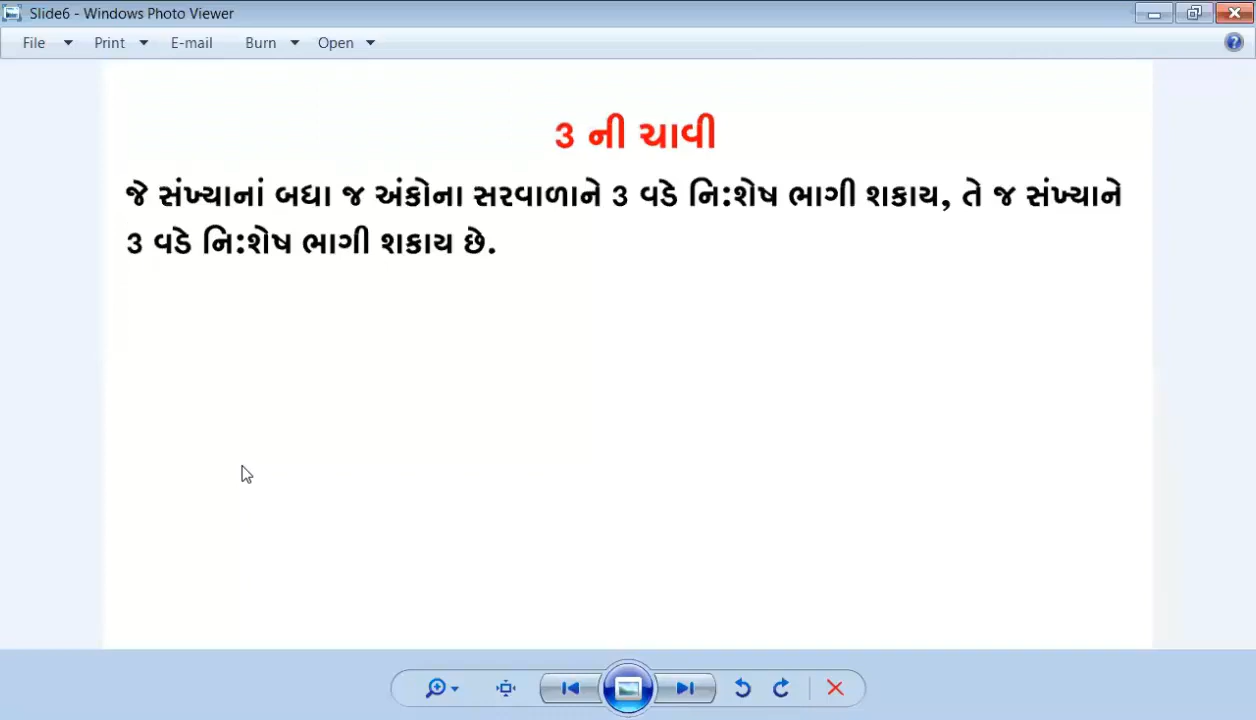 Slide6 - Windows Photo Viewer
File Print E-mail Burn Open
3 ની ચાવી
જે સંખ્યાનાં બધા જ અંકોના સરવાળાને 3 વડે નિ:શેષ ભાગી શકાય, તે જ સંખ્યાને
3 વડે નિ:શેષ ભાગી શકાય છે.